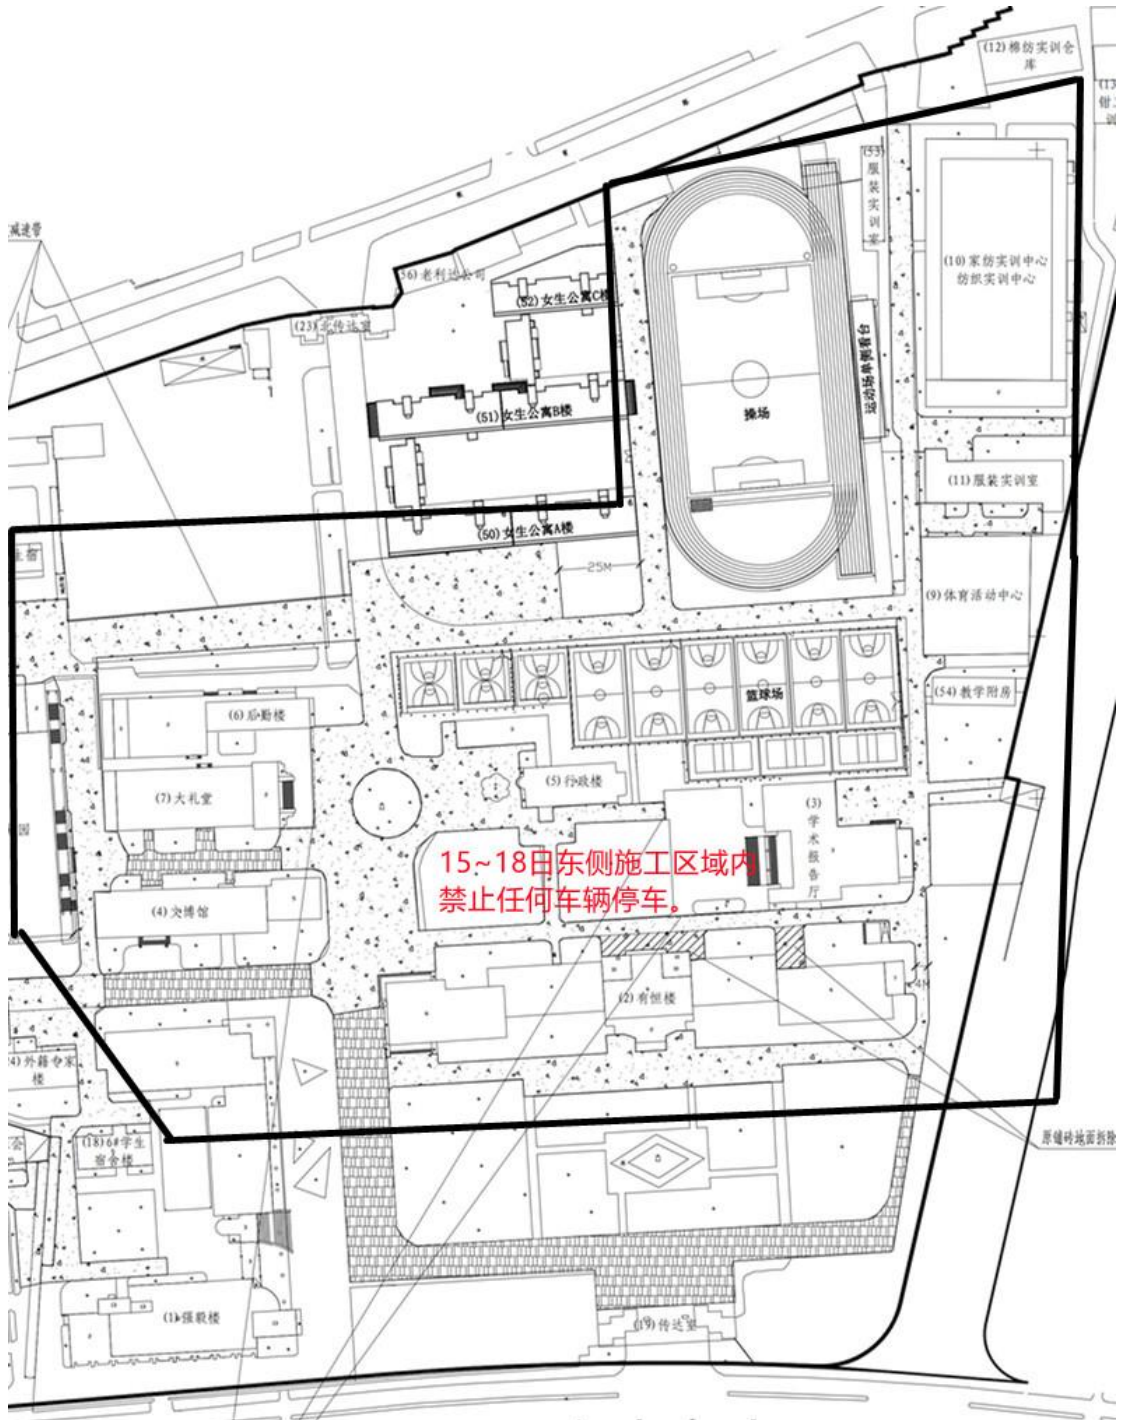 (12)棉纺实训仓
库
(53)
服
装
实
训
室
减速带
(10)家纺实训中心
纺织实训中心
(56)老利达公司
(52)女生公寓C楼
(23)北传达室
运动场单侧看台
操场
(51)女生公寓B楼
(11)服装实训室
(50)女生公寓A楼
25M
(9)体育活动中心
(54)教学附房
篮球场
(6)后勤楼
(5)行政楼
(7)大礼堂
(3)
学
术
报
告
厅
园
15~18日东侧施工区域内
禁止任何车辆停车。
(4)文博馆
4M
(2)有恒楼
4)外籍专家
楼
原铺砖地面拆除
(18)6#学生
宿舍楼
(1)强毅楼
(19)传达室